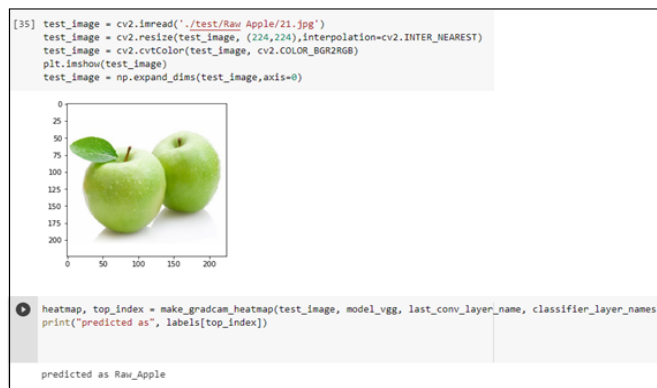 [35] test_image = cv2.imread('./test/Raw Apple/21.jpg')
test_image = cv2.resize(test_image, (224,224),interpolation=cv2.INTER_NEAREST)
test_image = cv2.cvtColor(test_image, cv2.COLOR_BGR2RGB)
plt.imshow(test_image)
test_image = np.expand_dims(test_image,axis=0)
0
25
50
75
100
125
150
175
200
0 50 100 150 200
heatmap, top_index = make_gradcam_heatmap(test_image, model_vgg, last_conv_layer_name, classifier_layer_names
print("predicted as", labels[top_index])
predicted as Raw_Apple